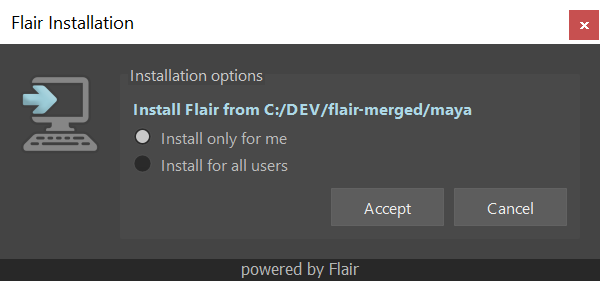 Flair Installation
Installation options
Install Flair from C:/DEV/flair-merged/maya
Install only for me
Install for all users
Accept Cancel
powered by Flair